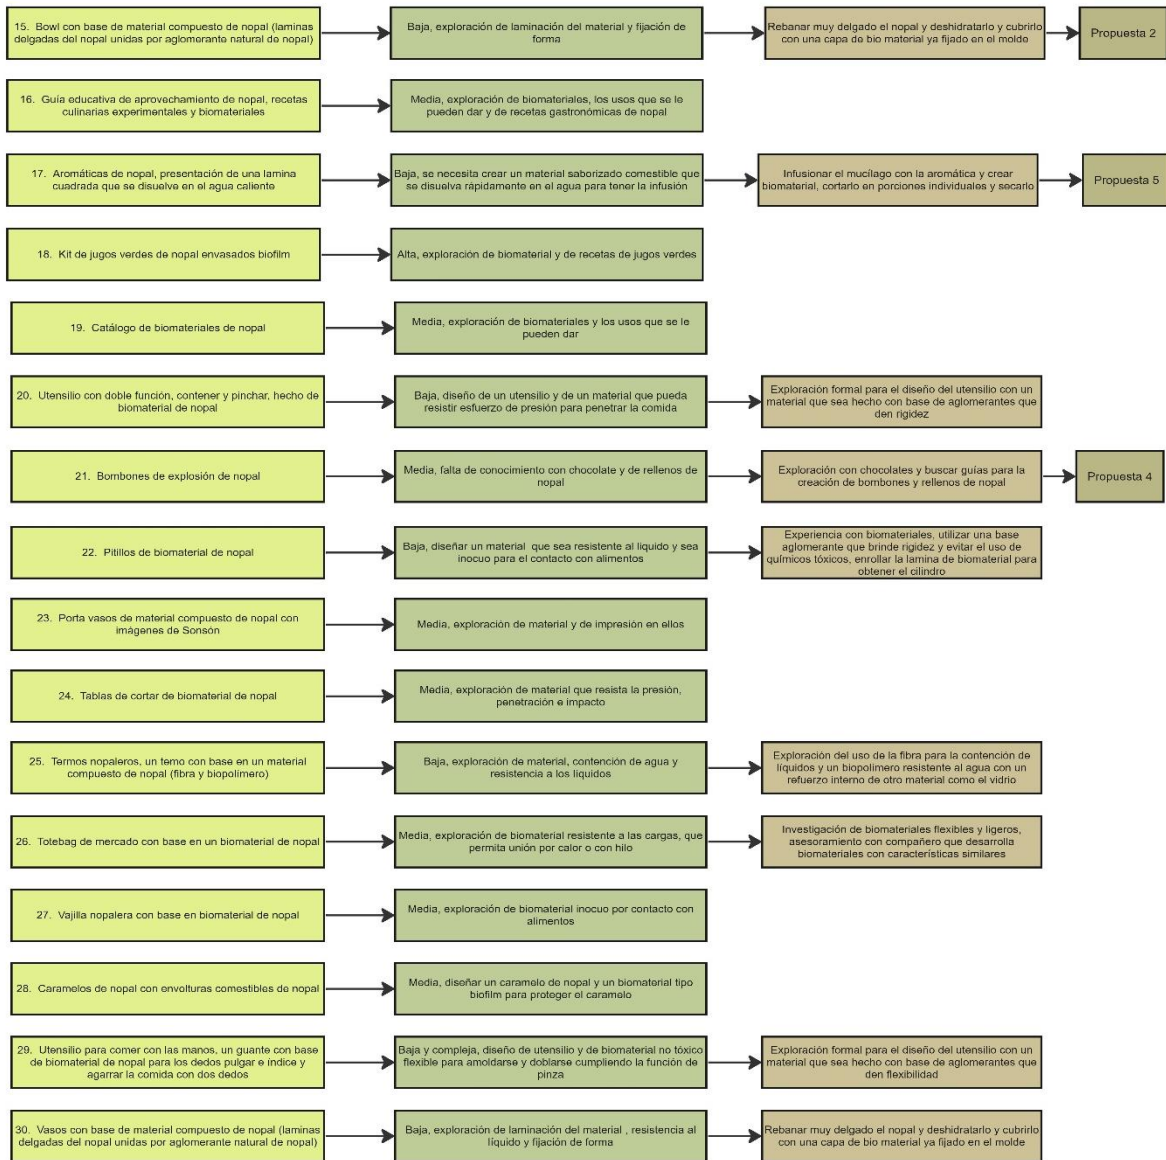 15. Bowl con base de material compuesto de nopal (laminas
delgadas del nopal unidas por aglomerante natural de nopal)
Baja, exploración de laminación del material y fijación de
forma
Rebanar muy delgado el nopal y deshidratarlo y cubrirlo
con una capa de bio material ya fijado en el molde
Propuesta 2
16. Guía educativa de aprovechamiento de nopal, recetas
culinarias experimentales y biomateriales
Media, exploración de biomateriales, los usos que se le
pueden dar y de recetas gastronómicas de nopal
17. Aromáticas de nopal, presentación de una lamina
cuadrada que se disuelve en el agua caliente
Baja, se necesita crear un material saborizado comestible que
se disuelva rápidamente en el agua para tener la infusión
Infusionar el mucílago con la aromática y crear
biomaterial, cortarlo en porciones individuales y secarlo
Propuesta 5
18. Kit de jugos verdes de nopal envasados biofilm
Alta, exploración de biomaterial y de recetas de jugos verdes
19. Catálogo de biomateriales de nopal
Media, exploración de biomateriales y los usos que se le
pueden dar
20. Utensilio con doble función, contener y pinchar, hecho de
biomaterial de nopal
Baja, diseño de un utensilio y de un material que pueda
resistir esfuerzo de presión para penetrar la comida
Exploración formal para el diseño del utensilio con un
material que sea hecho con base de aglomerantes que
den rigidez
21. Bombones de explosión de nopal
Media, falta de conocimiento con chocolate y de rellenos de
nopal
Exploración con chocolates y buscar guías para la
creación de bombones y rellenos de nopal
Propuesta 4
22. Pitillos de biomaterial de nopal
Baja, diseñar un material que sea resistente al liquido y sea
inocuo para el contacto con alimentos
Experiencia con biomateriales, utilizar una base
aglomerante que brinde rigidez y evitar el uso de
químicos tóxicos, enrollar la lamina de biomaterial para
obtener el cilindro
23. Porta vasos de material compuesto de nopal con
imágenes de Sonsón
Media, exploración de material y de impresión en ellos
24. Tablas de cortar de biomaterial de nopal
Media, exploración de material que resista la presión,
penetración e impacto
25. Termos nopaleros, un temo con base en un material
compuesto de nopal (fibra y biopolímero)
Baja, exploración de material, contención de agua y
resistencia a los líquidos
Exploración del uso de la fibra para la contención de
líquidos y un biopolimero resistente al agua con un
refuerzo interno de otro material como el vidrio
26. Totebag de mercado con base en un biomaterial de nopal
Media, exploración de biomaterial resistente a las cargas, que
permita unión por calor o con hilo
Investigación de biomateriales flexibles y ligeros,
asesoramiento con compañero que desarrolla
biomateriales con características similares
27. Vajilla nopalera con base en biomaterial de nopal
Media, exploración de biomaterial inocuo por contacto con
alimentos
28. Caramelos de nopal con envolturas comestibles de nopal
Media, diseñar un caramelo de nopal y un biomaterial tipo
biofilm para proteger el caramelo
29. Utensilio para comer con las manos, un guante con base
de biomaterial de nopal para los dedos pulgar e índice y
agarrar la comida con dos dedos
Baja y compleja, diseño de utensilio y de biomaterial no tóxico
flexible para amoldarse y doblarse cumpliendo la función de
pinza
Exploración formal para el diseño del utensilio con un
material que sea hecho con base de aglomerantes que
den flexibilidad
30. Vasos con base de material compuesto de nopal (laminas
delgadas del nopal unidas por aglomerante natural de nopal)
Baja, exploración de laminación del material , resistencia al
líquido y fijación de forma
Rebanar muy delgado el nopal y deshidratarlo y cubrirlo
con una capa de bio material ya fijado en el molde